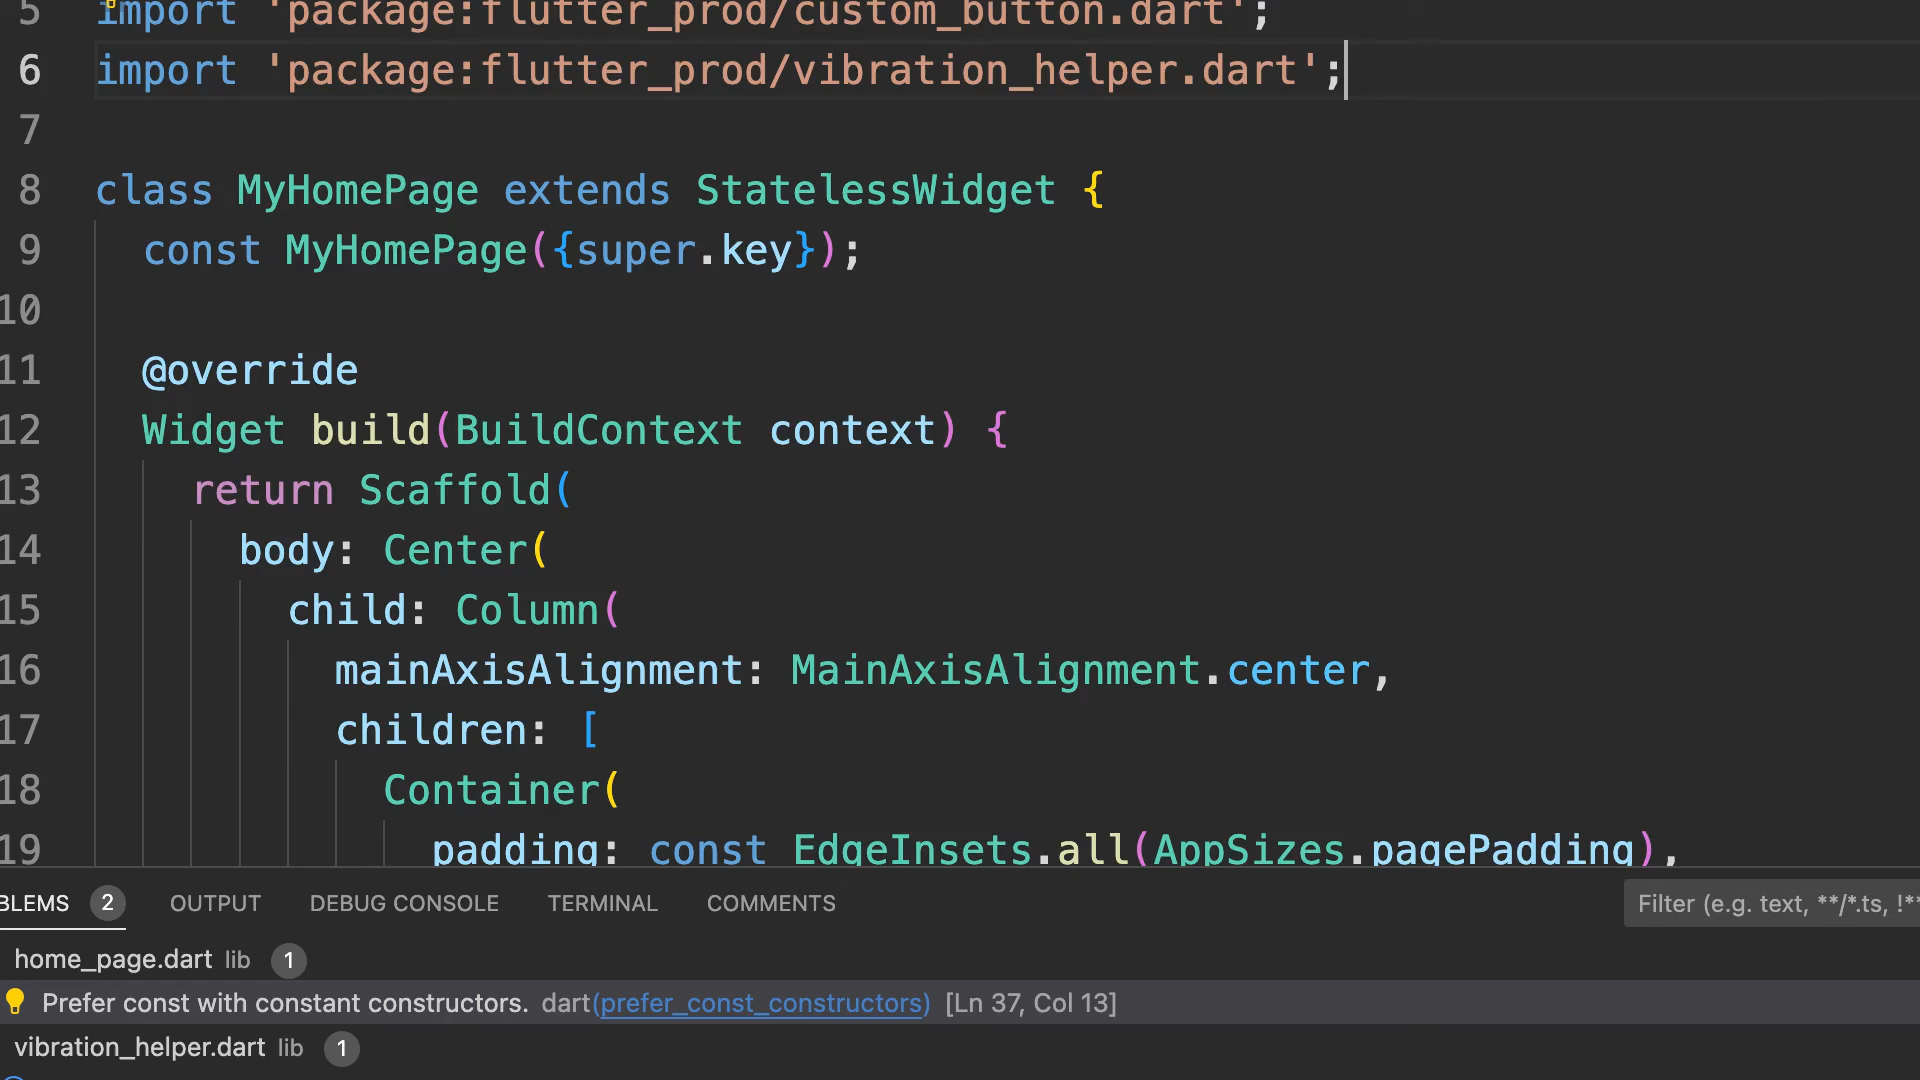 5 import 'package:flutter_prod/custom_button.dart';
6 import 'package:flutter_prod/vibration_helper.dart';
7
8 class MyHomePage extends StatelessWidget {
9 const MyHomePage({super.key});
10
11 @override
12 Widget build(BuildContext context) {
13 return Scaffold(
14 body: Center(
15 child: Column(
16 mainAxisAlignment: MainAxisAlignment.center,
17 children: [
18 Container(
19 padding: const EdgeInsets.all(AppSizes.pagePadding),
BLEMS 2 OUTPUT DEBUG CONSOLE TERMINAL COMMENTS Filter (e.g. text, **/*.ts, !**
home_page.dart lib 1
Prefer const with constant constructors. dart(prefer_const_constructors) [Ln 37, Col 13]
vibration_helper.dart lib 1